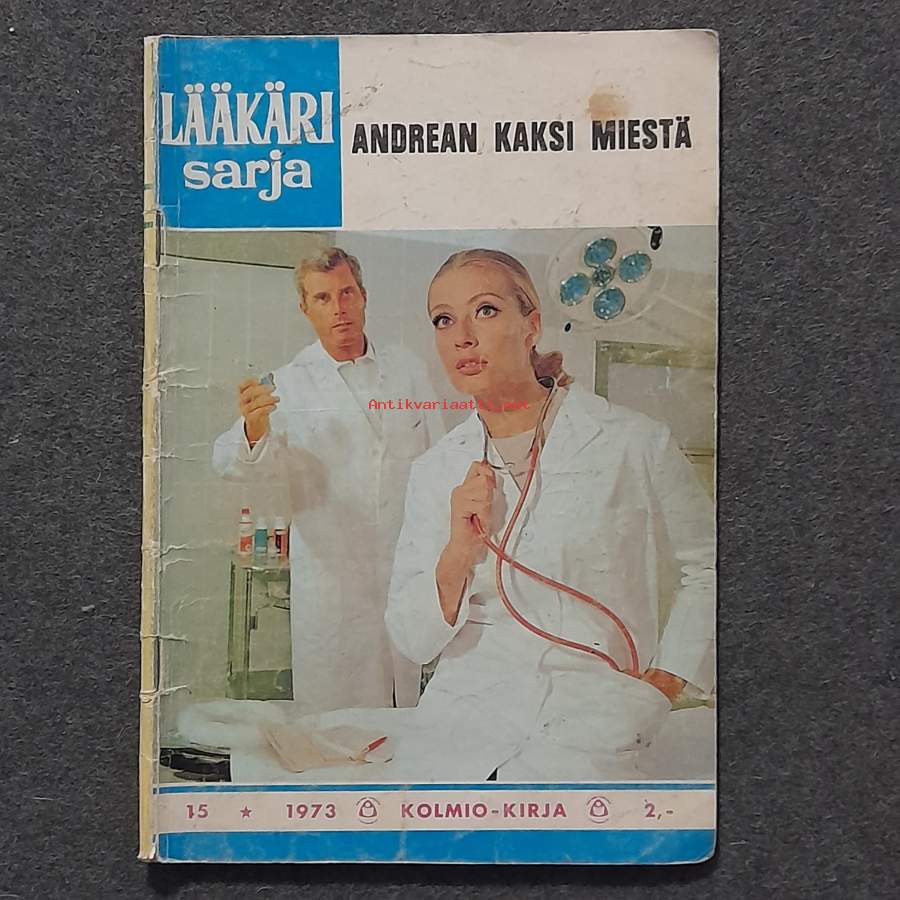 LÄÄKÄRI
sarja
ANDREAN KAKSI MIESTÄ
Antikvariaatti.net
15 ★ 1973 KOLMIO-KIRJA 2,-